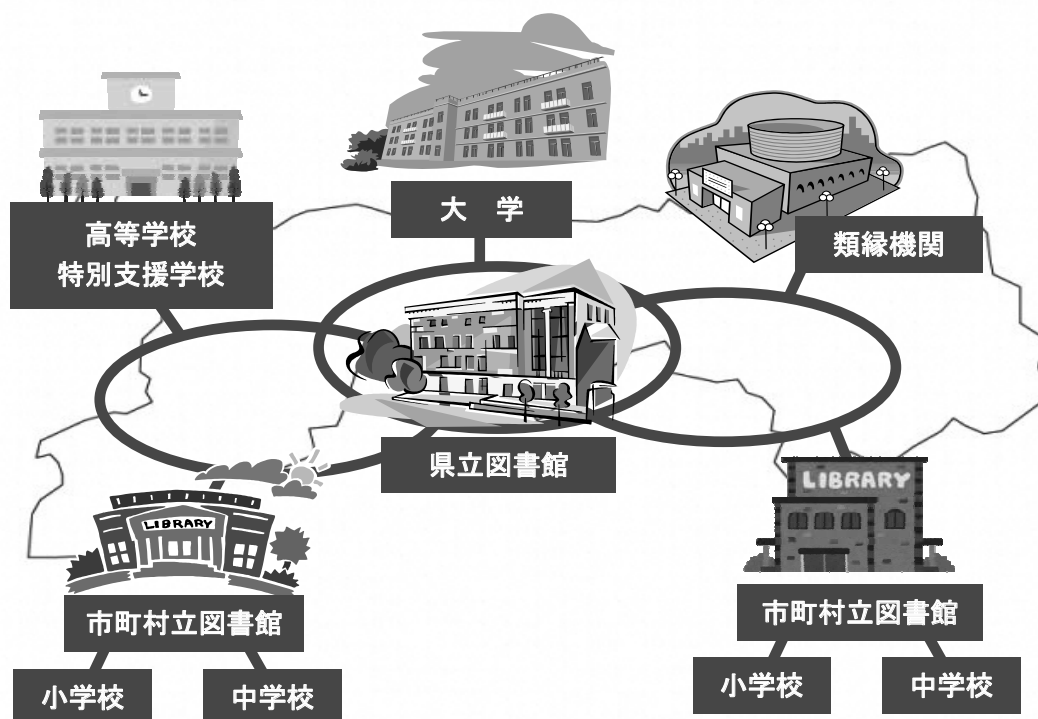 大　学
高等学校
特別支援学校
類縁機関
県立図書館
LIBRARY
LIBRARY
市町村立図書館
市町村立図書館
小学校
中学校
小学校
中学校